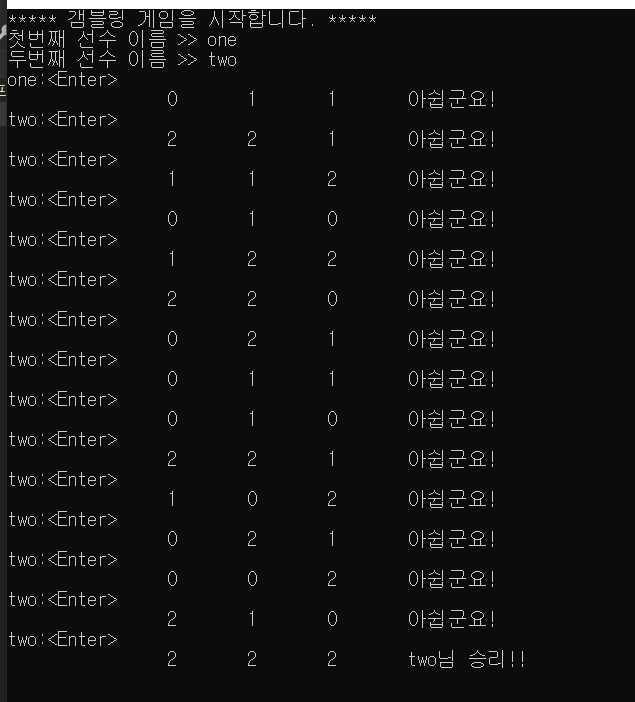 ***** 갬블링 게임을 시작합니다. *****
첫번째 선수 이름 >> one
두번째 선수 이름 >> two
one:<Enter>
0 1 1 아쉽군요!
two:<Enter>
2 2 1 아쉽군요!
two:<Enter>
1 1 2 아쉽군요!
two:<Enter>
0 1 0 아쉽군요!
two:<Enter>
1 2 2 아쉽군요!
two:<Enter>
2 2 0 아쉽군요!
two:<Enter>
0 2 1 아쉽군요!
two:<Enter>
0 1 1 아쉽군요!
two:<Enter>
0 1 0 아쉽군요!
two:<Enter>
2 2 1 아쉽군요!
two:<Enter>
1 0 2 아쉽군요!
two:<Enter>
0 2 1 아쉽군요!
two:<Enter>
0 0 2 아쉽군요!
two:<Enter>
2 1 0 아쉽군요!
two:<Enter>
2 2 2 two님 승리!!